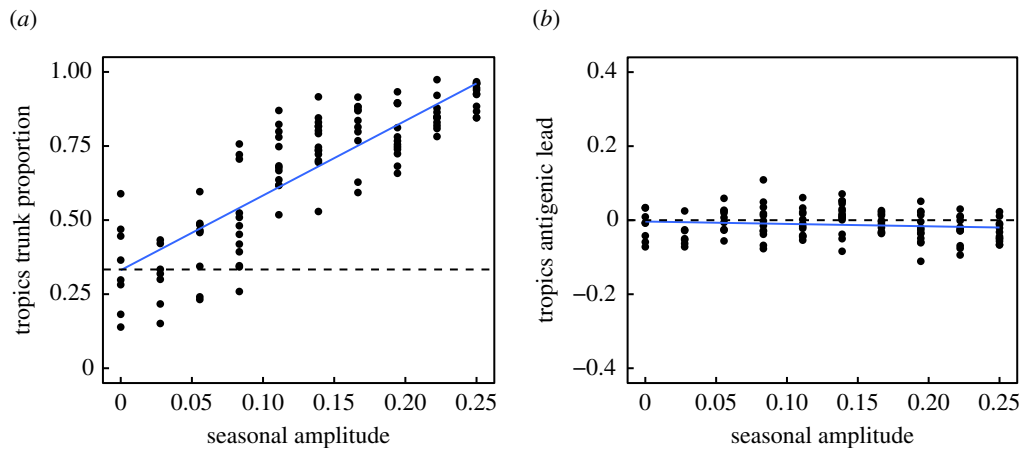 (a)
1.00
0.75
0.50
0.25
0
tropics trunk proportion
0 0.05 0.10 0.15 0.20 0.25
seasonal amplitude
(b)
0.4
0.2
0
−0.2
−0.4
tropics antigenic lead
0 0.05 0.10 0.15 0.20 0.25
seasonal amplitude